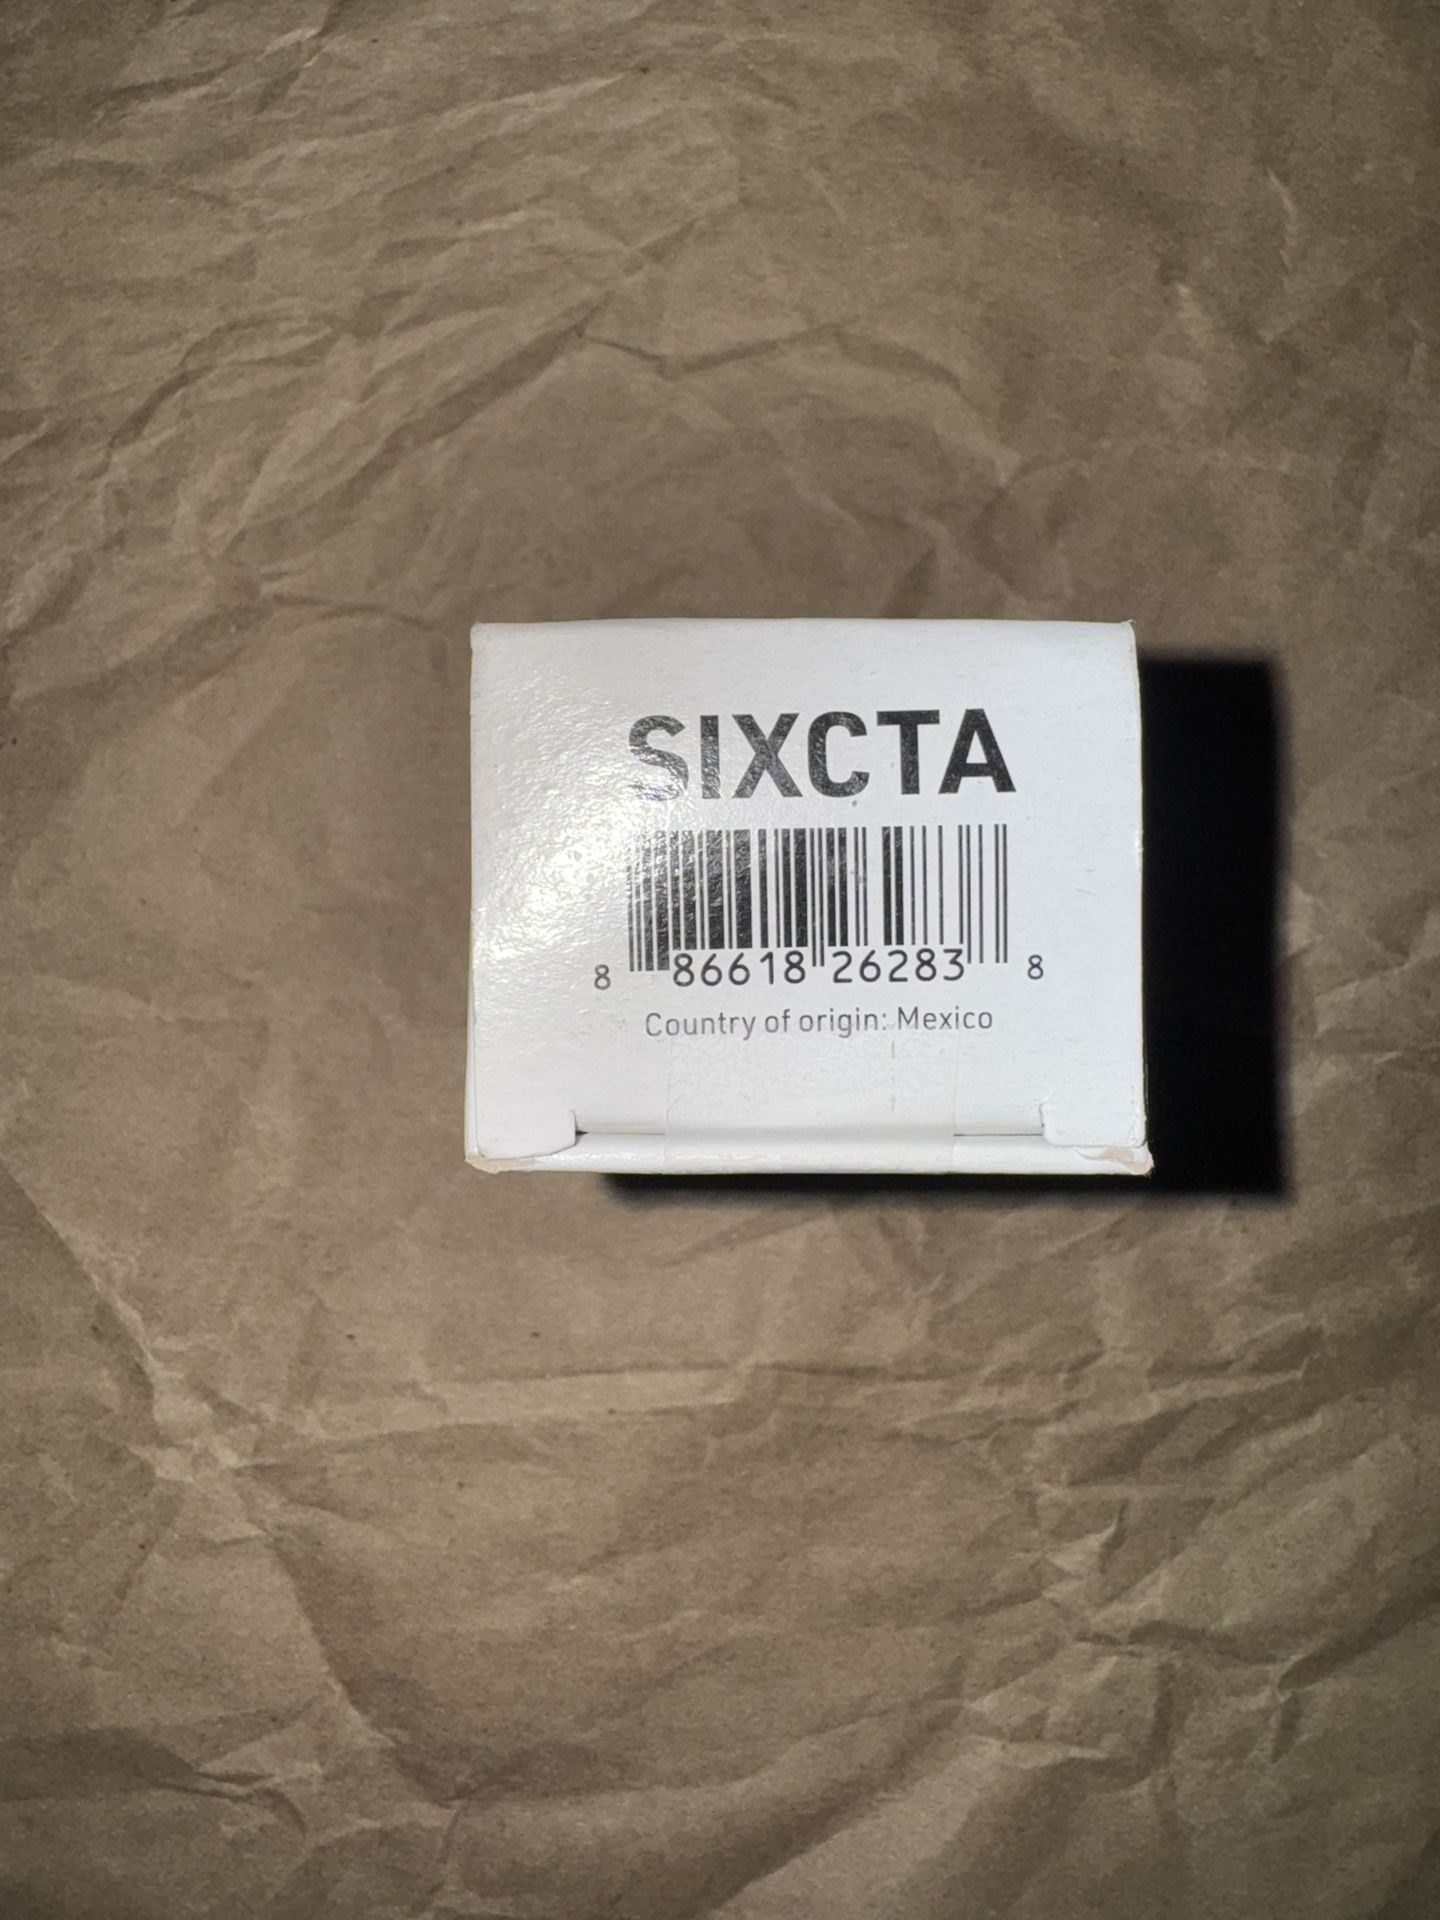 SIXCTA
8 86618 26283 8
Country of origin: Mexico